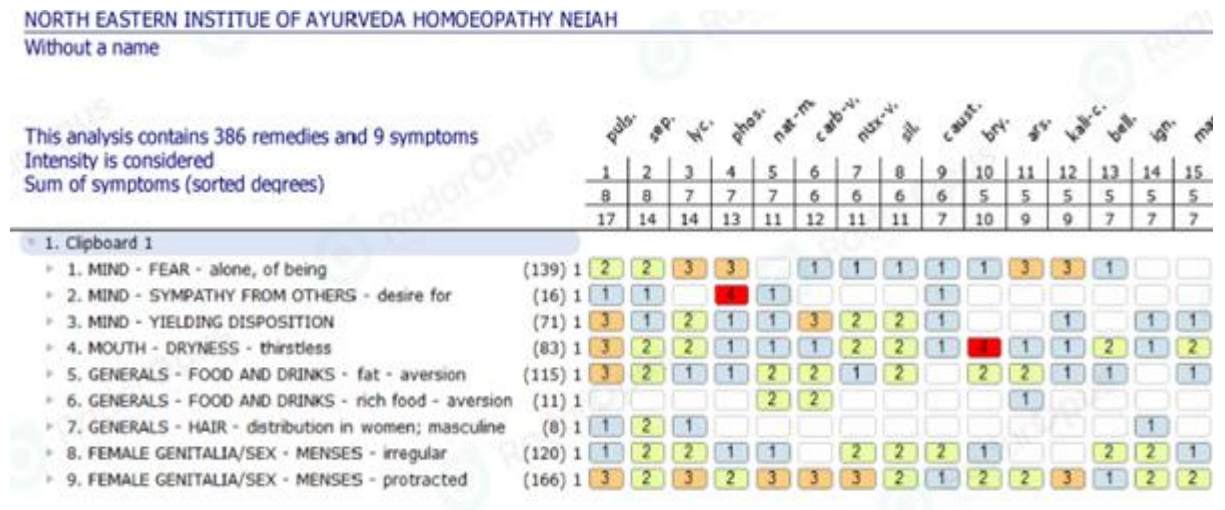 NORTH EASTERN INSTITUE OF AYURVEDA HOMOEOPATHY NEIAH
Without a name
puls. sep. lyc. phos. nat-m. carb-v. nux-v. sil. caust. bry. ars. kali-c. bell. ign.
This analysis contains 386 remedies and 9 symptoms
Intensity is considered
Sum of symptoms (sorted degrees)
1 2 3 4 5 6 7 8 9 10 11 12 13 14 15
8 8 7 7 7 6 6 6 6 5 5 5 5 5 5
17 14 14 13 11 12 11 11 7 10 9 9 7 7 7
1. Clipboard 1
1. MIND - FEAR - alone, of being (139) 1 2 2 3 3 1 1 1 1 1 3 3 1
2. MIND - SYMPATHY FROM OTHERS - desire for (16) 1 1 1 4 1 1
3. MIND - YIELDING DISPOSITION (71) 1 3 1 2 1 1 3 2 2 1 1 1 1
4. MOUTH - DRYNESS - thirstless (83) 1 3 2 2 1 1 1 2 2 1 4 1 1 2 1 2
5. GENERALS - FOOD AND DRINKS - fat - aversion (115) 1 3 2 1 1 2 2 1 2 2 2 1 1 1
6. GENERALS - FOOD AND DRINKS - rich food - aversion (11) 1 2 2 1
7. GENERALS - HAIR - distribution in women; masculine (8) 1 1 2 1 1
8. FEMALE GENITALIA/SEX - MENSES - irregular (120) 1 1 2 2 1 1 2 2 2 1 2 2 1
9. FEMALE GENITALIA/SEX - MENSES - protracted (166) 1 3 2 3 2 3 3 3 2 1 2 2 3 1 2 2
RadarOpus